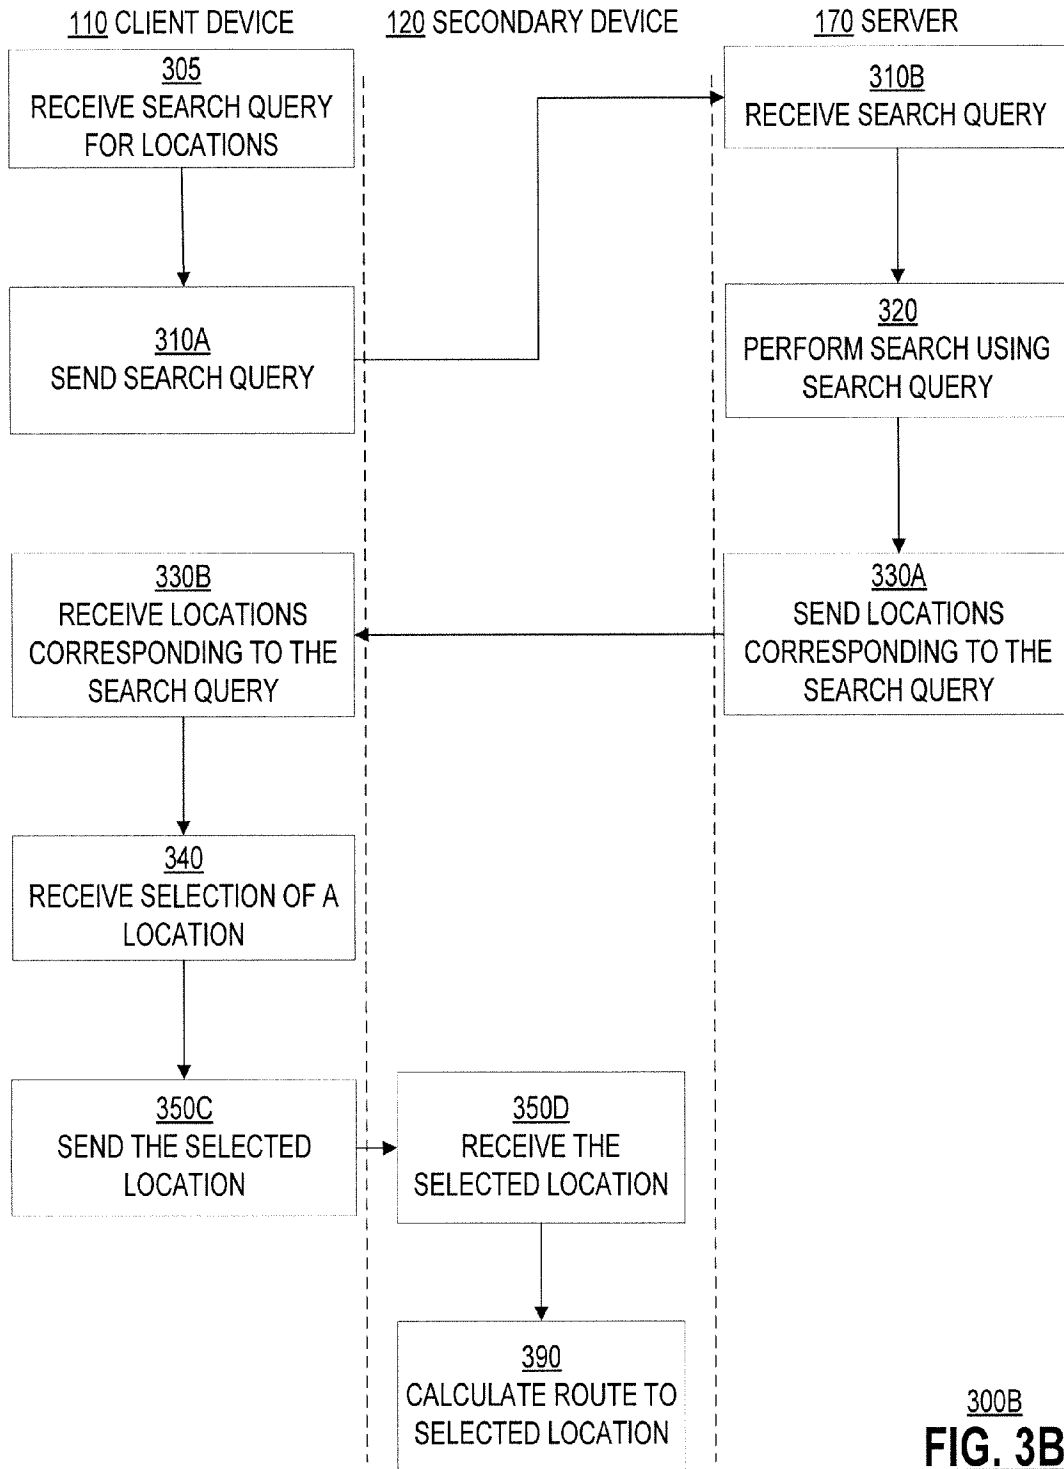 110 CLIENT DEVICE
120 SECONDARY DEVICE
170 SERVER
305
RECEIVE SEARCH QUERY
FOR LOCATIONS
310B
RECEIVE SEARCH QUERY
310A
SEND SEARCH QUERY
320
PERFORM SEARCH USING
SEARCH QUERY
330B
RECEIVE LOCATIONS
CORRESPONDING TO THE
SEARCH QUERY
330A
SEND LOCATIONS
CORRESPONDING TO THE
SEARCH QUERY
340
RECEIVE SELECTION OF A
LOCATION
350C
SEND THE SELECTED
LOCATION
350D
RECEIVE THE
SELECTED LOCATION
390
CALCULATE ROUTE TO
SELECTED LOCATION
300B
FIG. 3B